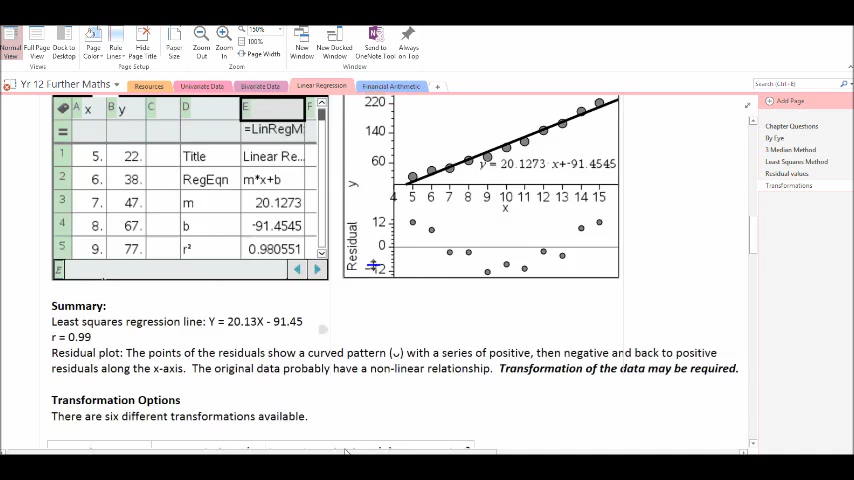 150%
100%
Page Width
Normal View
Full Page View
Dock to Desktop
Page Color
Rule Lines
Hide Page Title
Paper Size
Zoom Out
Zoom In
New Window
New Docked Window
Send to OneNote Tool
Always on Top
Views
Page Setup
Zoom
Window
Yr 12 Further Maths
Resources
Univariate Data
Bivariate Data
Linear Regression
Financial Arithmetic
Search (Ctrl+E)
Add Page
Chapter Questions
By Eye
3 Median Method
Least Squares Method
Residual values
Transformations
A x B y C D E F
= =LinRegM
1 5. 22. Title Linear Re...
2 6. 38. RegEqn m*x+b
3 7. 47. m 20.1273
4 8. 67. b -91.4545
5 9. 77. r² 0.980551
E
220
140
60
y
y = 20.1273 x+-91.4545
4 5 6 7 8 9 10 11 12 13 14 15
x
Residual
12
0
-12
Summary:
Least squares regression line: Y = 20.13X - 91.45
r = 0.99
Residual plot: The points of the residuals show a curved pattern (ᴗ) with a series of positive, then negative and back to positive
residuals along the x-axis. The original data probably have a non-linear relationship. Transformation of the data may be required.
Transformation Options
There are six different transformations available.